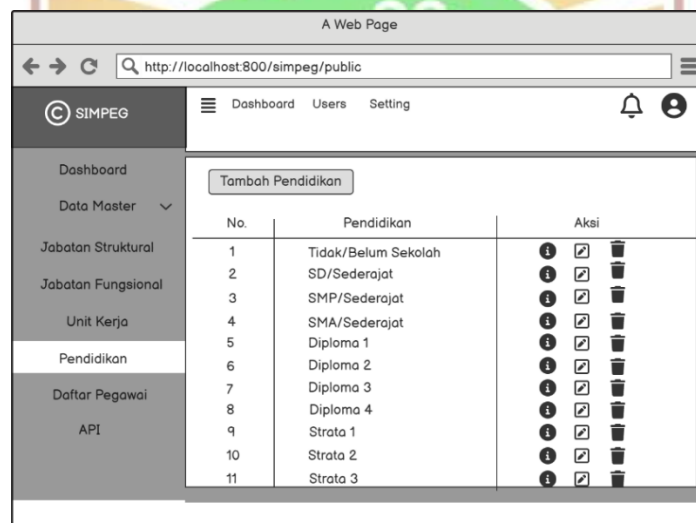 A Web Page
http://localhost:800/simpeg/public
C SIMPEG
Dashboard Users Setting
Dashboard
Data Master
Jabatan Struktural
Jabatan Fungsional
Unit Kerja
Pendidikan
Daftar Pegawai
API
Tambah Pendidikan
No. Pendidikan Aksi
1 Tidak/Belum Sekolah
2 SD/Sederajat
3 SMP/Sederajat
4 SMA/Sederajat
5 Diploma 1
6 Diploma 2
7 Diploma 3
8 Diploma 4
9 Strata 1
10 Strata 2
11 Strata 3